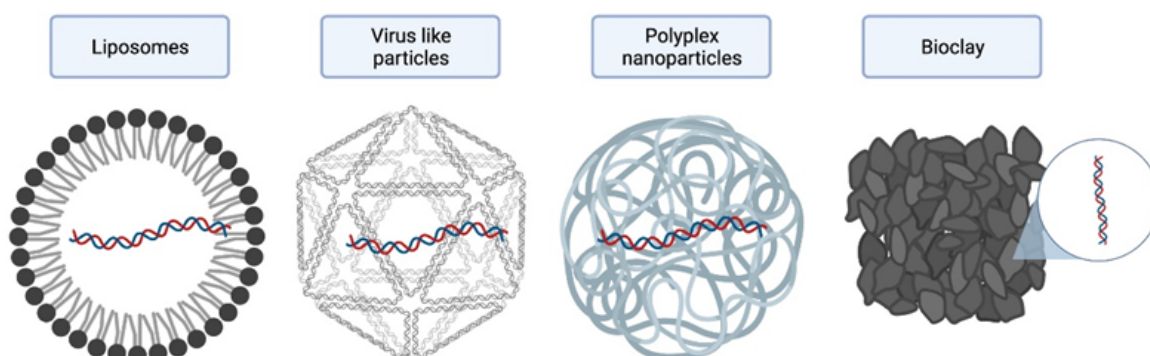 Liposomes
Virus like
particles
Polyplex
nanoparticles
Bioclay